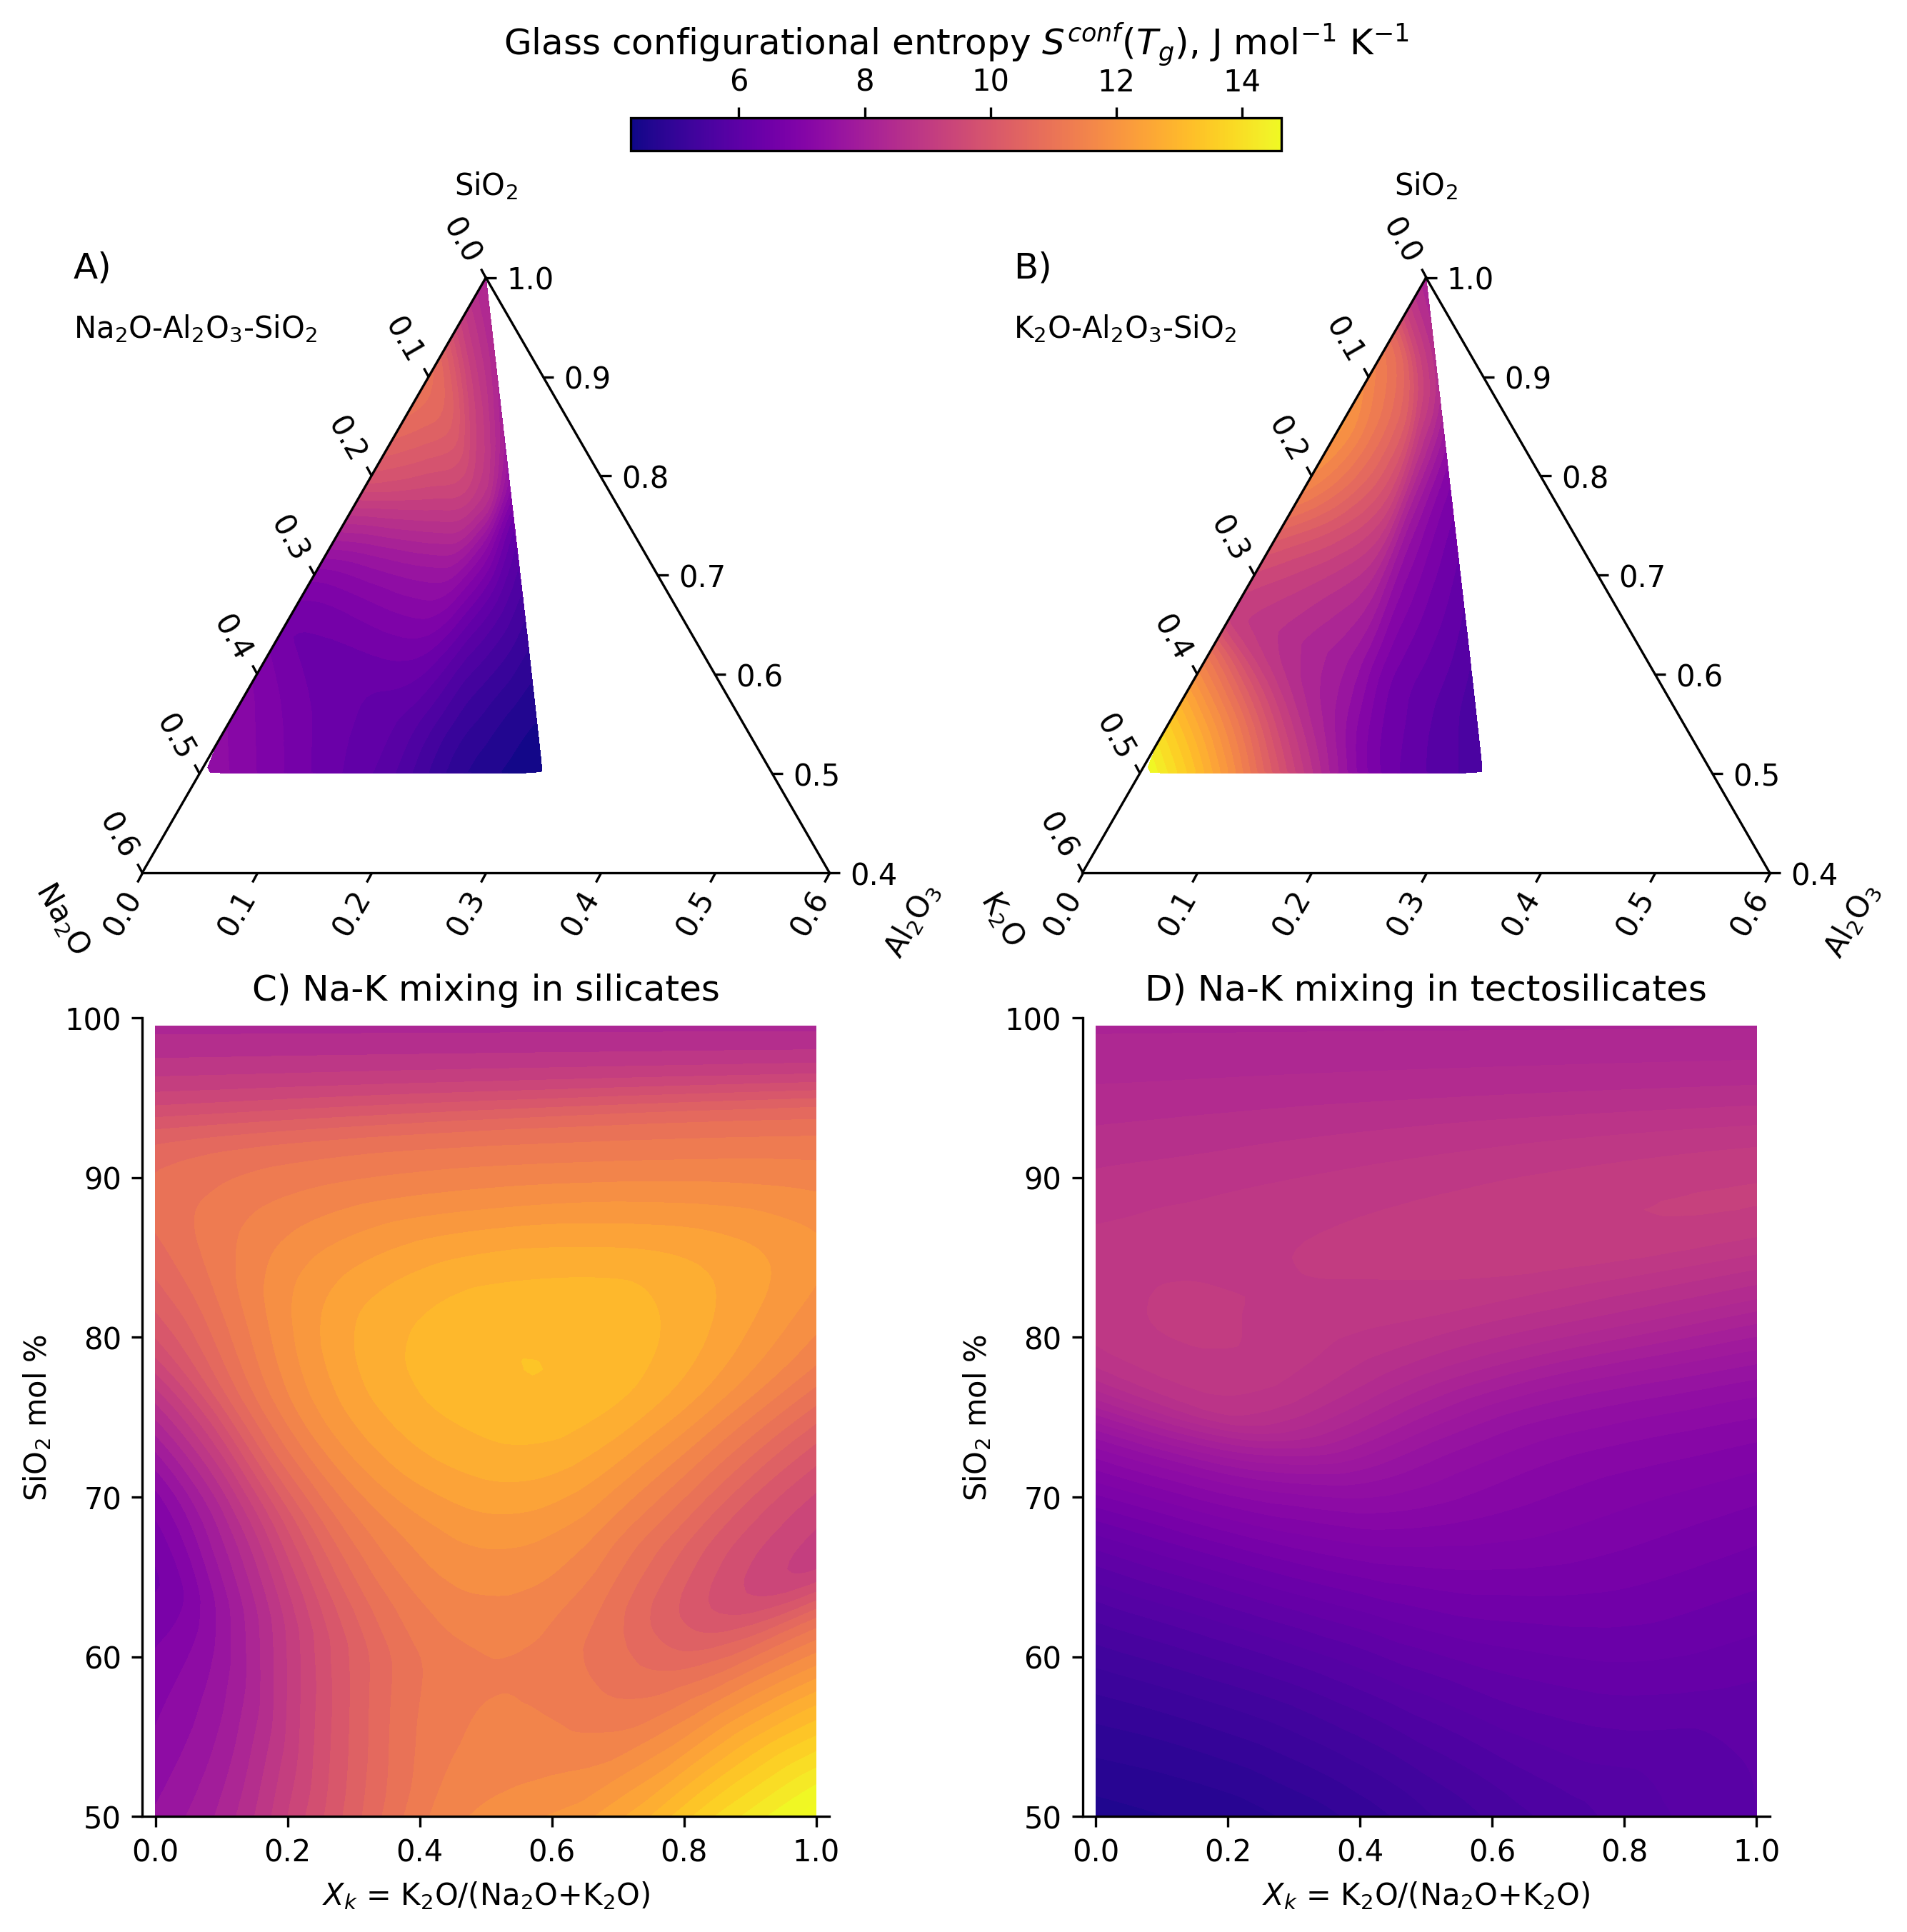 Glass configurational entropy S^conf(T_g), J mol⁻¹ K⁻¹
6 8 10 12 14
A)
Na₂O-Al₂O₃-SiO₂
SiO₂
0.0
0.1
0.2
0.3
0.4
0.5
0.6
1.0
0.9
0.8
0.7
0.6
0.5
0.4
Na₂O
0.0 0.1 0.2 0.3 0.4 0.5 0.6
Al₂O₃
B)
K₂O-Al₂O₃-SiO₂
SiO₂
0.0
0.1
0.2
0.3
0.4
0.5
0.6
1.0
0.9
0.8
0.7
0.6
0.5
0.4
K₂O
0.0 0.1 0.2 0.3 0.4 0.5 0.6
Al₂O₃
C) Na-K mixing in silicates
SiO₂ mol %
100
90
80
70
60
50
0.0 0.2 0.4 0.6 0.8 1.0
X_k = K₂O/(Na₂O+K₂O)
D) Na-K mixing in tectosilicates
SiO₂ mol %
100
90
80
70
60
50
0.0 0.2 0.4 0.6 0.8 1.0
X_k = K₂O/(Na₂O+K₂O)